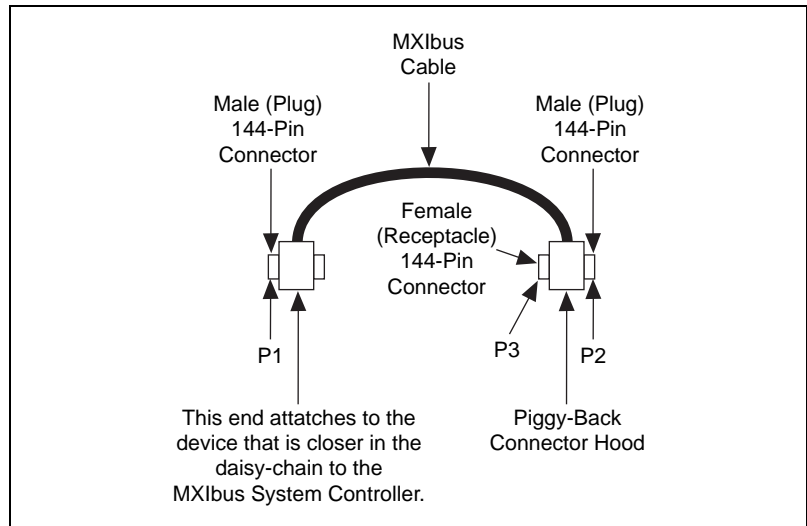 MXIbus
Cable
Male (Plug)
144-Pin
Connector
Male (Plug)
144-Pin
Connector
Female
(Receptacle)
144-Pin
Connector
P1
P3
P2
This end attatches to the
device that is closer in the
daisy-chain to the
MXIbus System Controller.
Piggy-Back
Connector Hood